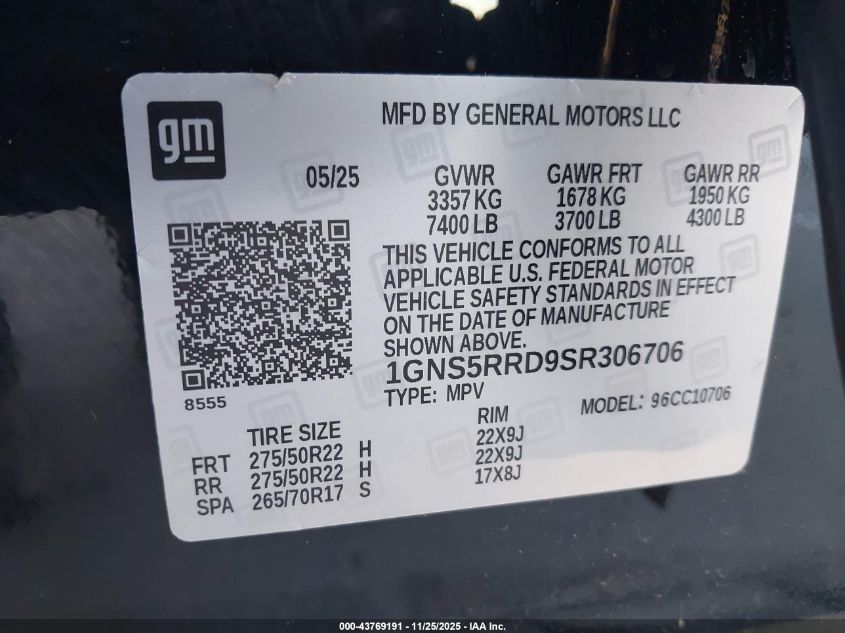 gm
MFD BY GENERAL MOTORS LLC
05/25 GVWR GAWR FRT GAWR RR
3357 KG 1678 KG 1950 KG
7400 LB 3700 LB 4300 LB
THIS VEHICLE CONFORMS TO ALL
APPLICABLE U.S. FEDERAL MOTOR
VEHICLE SAFETY STANDARDS IN EFFECT
ON THE DATE OF MANUFACTURE
SHOWN ABOVE.
1GNS5RRD9SR306706
TYPE: MPV MODEL: 96CC10706
8555
TIRE SIZE RIM
FRT 275/50R22 H 22X9J
RR 275/50R22 H 22X9J
SPA 265/70R17 S 17X8J
000-43769191 - 11/25/2025 - IAA Inc.